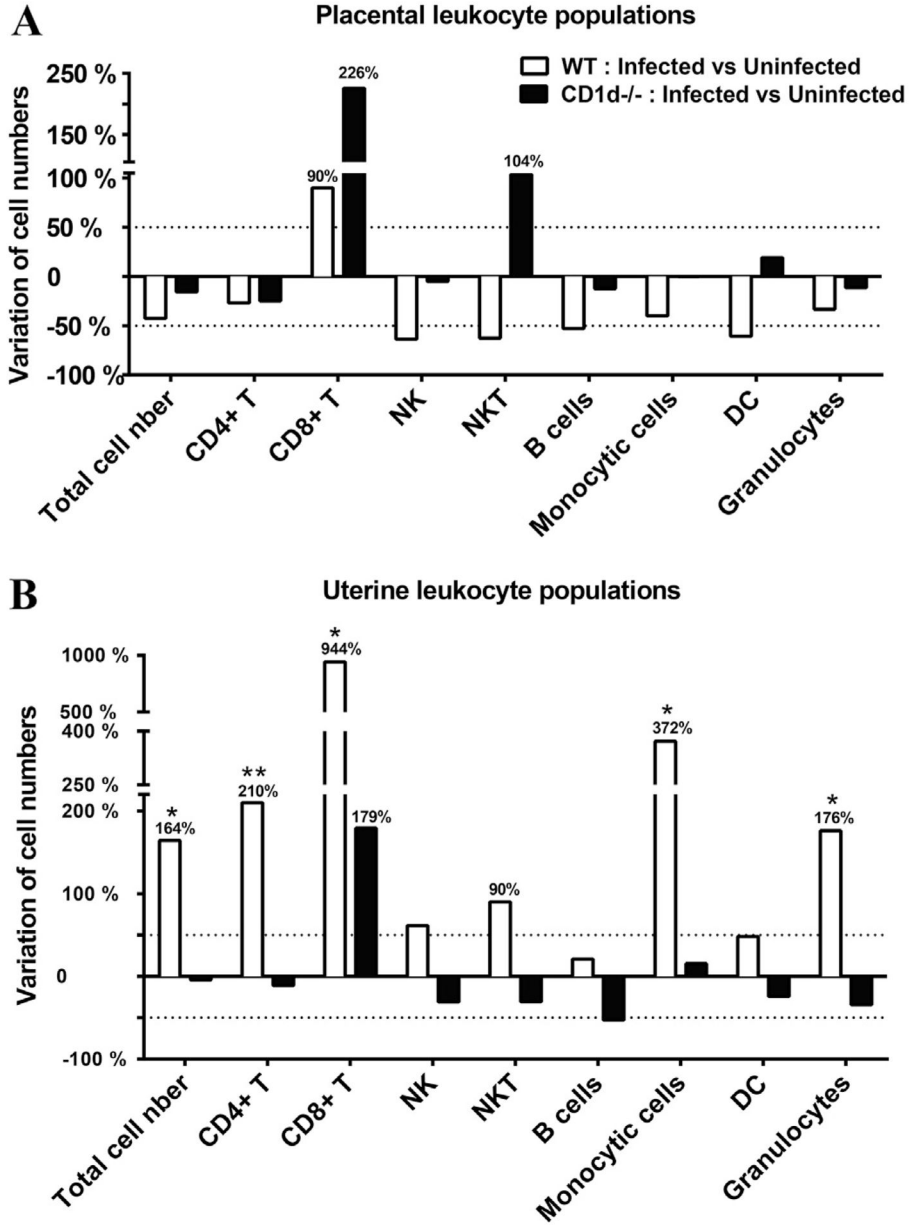 A
Placental leukocyte populations
WT : Infected vs Uninfected
CD1d-/- : Infected vs Uninfected
Variation of cell numbers
250 %
150 %
100 %
50 %
0
-50 %
-100 %
90%
226%
104%
Total cell nber
CD4+ T
CD8+ T
NK
NKT
B cells
Monocytic cells
DC
Granulocytes
B
Uterine leukocyte populations
Variation of cell numbers
1000 %
500 %
400 %
250 %
200 %
100 %
0
-100 %
*
164%
**
210%
*
944%
179%
90%
*
372%
*
176%
Total cell nber
CD4+ T
CD8+ T
NK
NKT
B cells
Monocytic cells
DC
Granulocytes